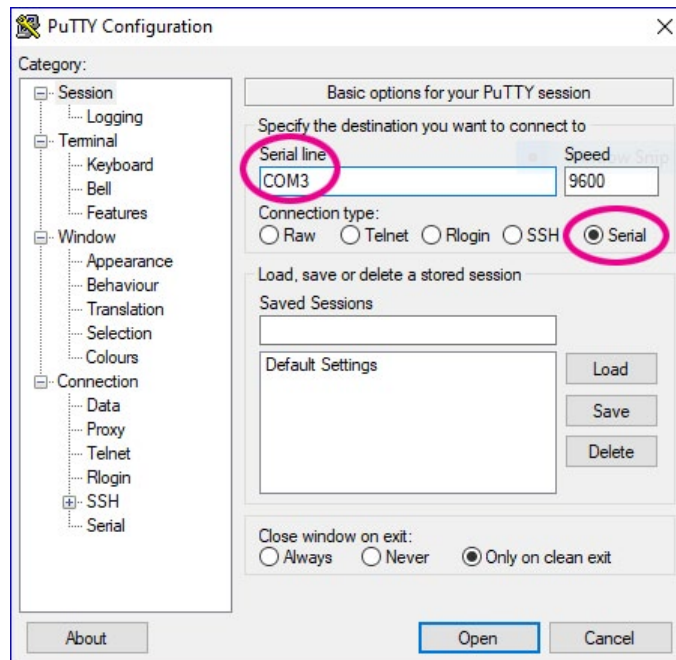 PuTTY Configuration
Category:
Session
Logging
Terminal
Keyboard
Bell
Features
Window
Appearance
Behaviour
Translation
Selection
Colours
Connection
Data
Proxy
Telnet
Rlogin
SSH
Serial
About
Basic options for your PuTTY session
Specify the destination you want to connect to
Serial line Speed
COM3 9600
Connection type:
Raw Telnet Rlogin SSH Serial
Load, save or delete a stored session
Saved Sessions
Default Settings
Load
Save
Delete
Close window on exit:
Always Never Only on clean exit
Open Cancel